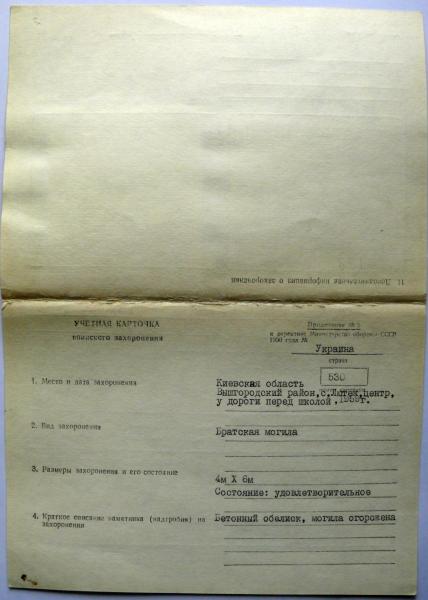 11. Дополнительная информация о захоронении
УЧЕТНАЯ КАРТОЧКА
воинского захоронения
Приложение №
к директиве Министерства обороны СССР
1990 года №
Украина
страна
530
1. Место и дата захоронения
Киевская область
Вышгородский район, с. Лютеж, центр,
у дороги перед школой.
2. Вид захоронения
Братская могила
3. Размеры захоронения и его состояние
4м Х 6м
Состояние: удовлетворительное
4. Краткое описание памятника (надгробия) на
захоронении
Бетонный обелиск, могила огорожена